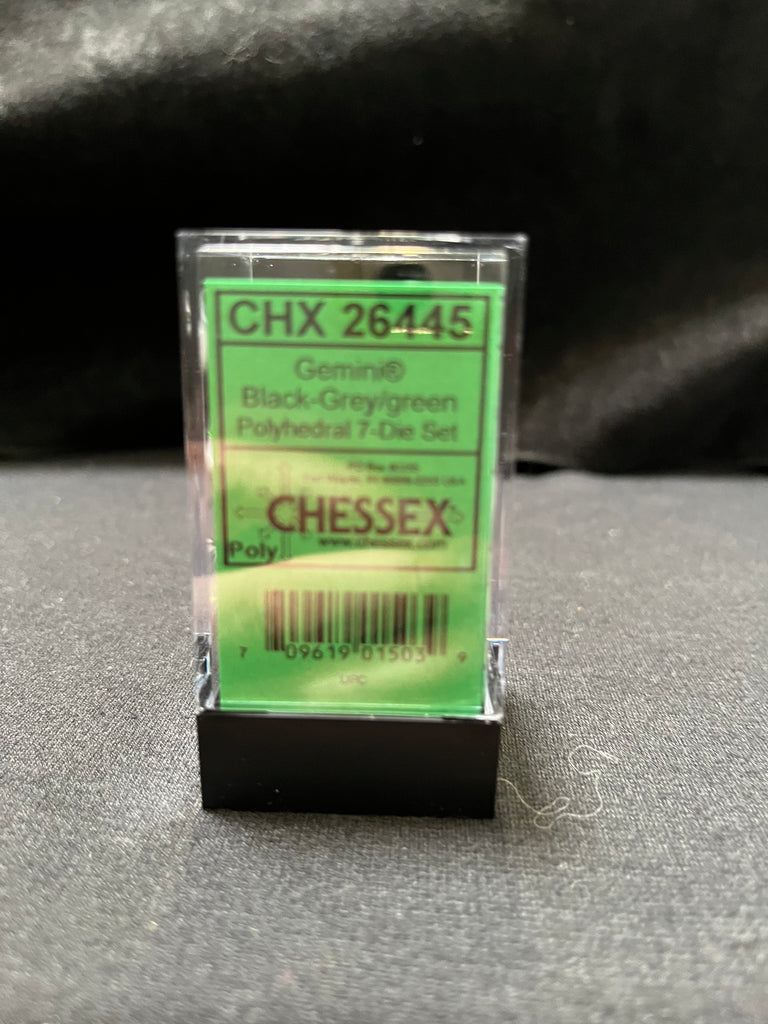 CHX 26445
Gemini®
Black-Grey/green
Polyhedral 7-Die Set
CHESSEX
www.chessex.com
Poly
7 09619 01503 9
UPC